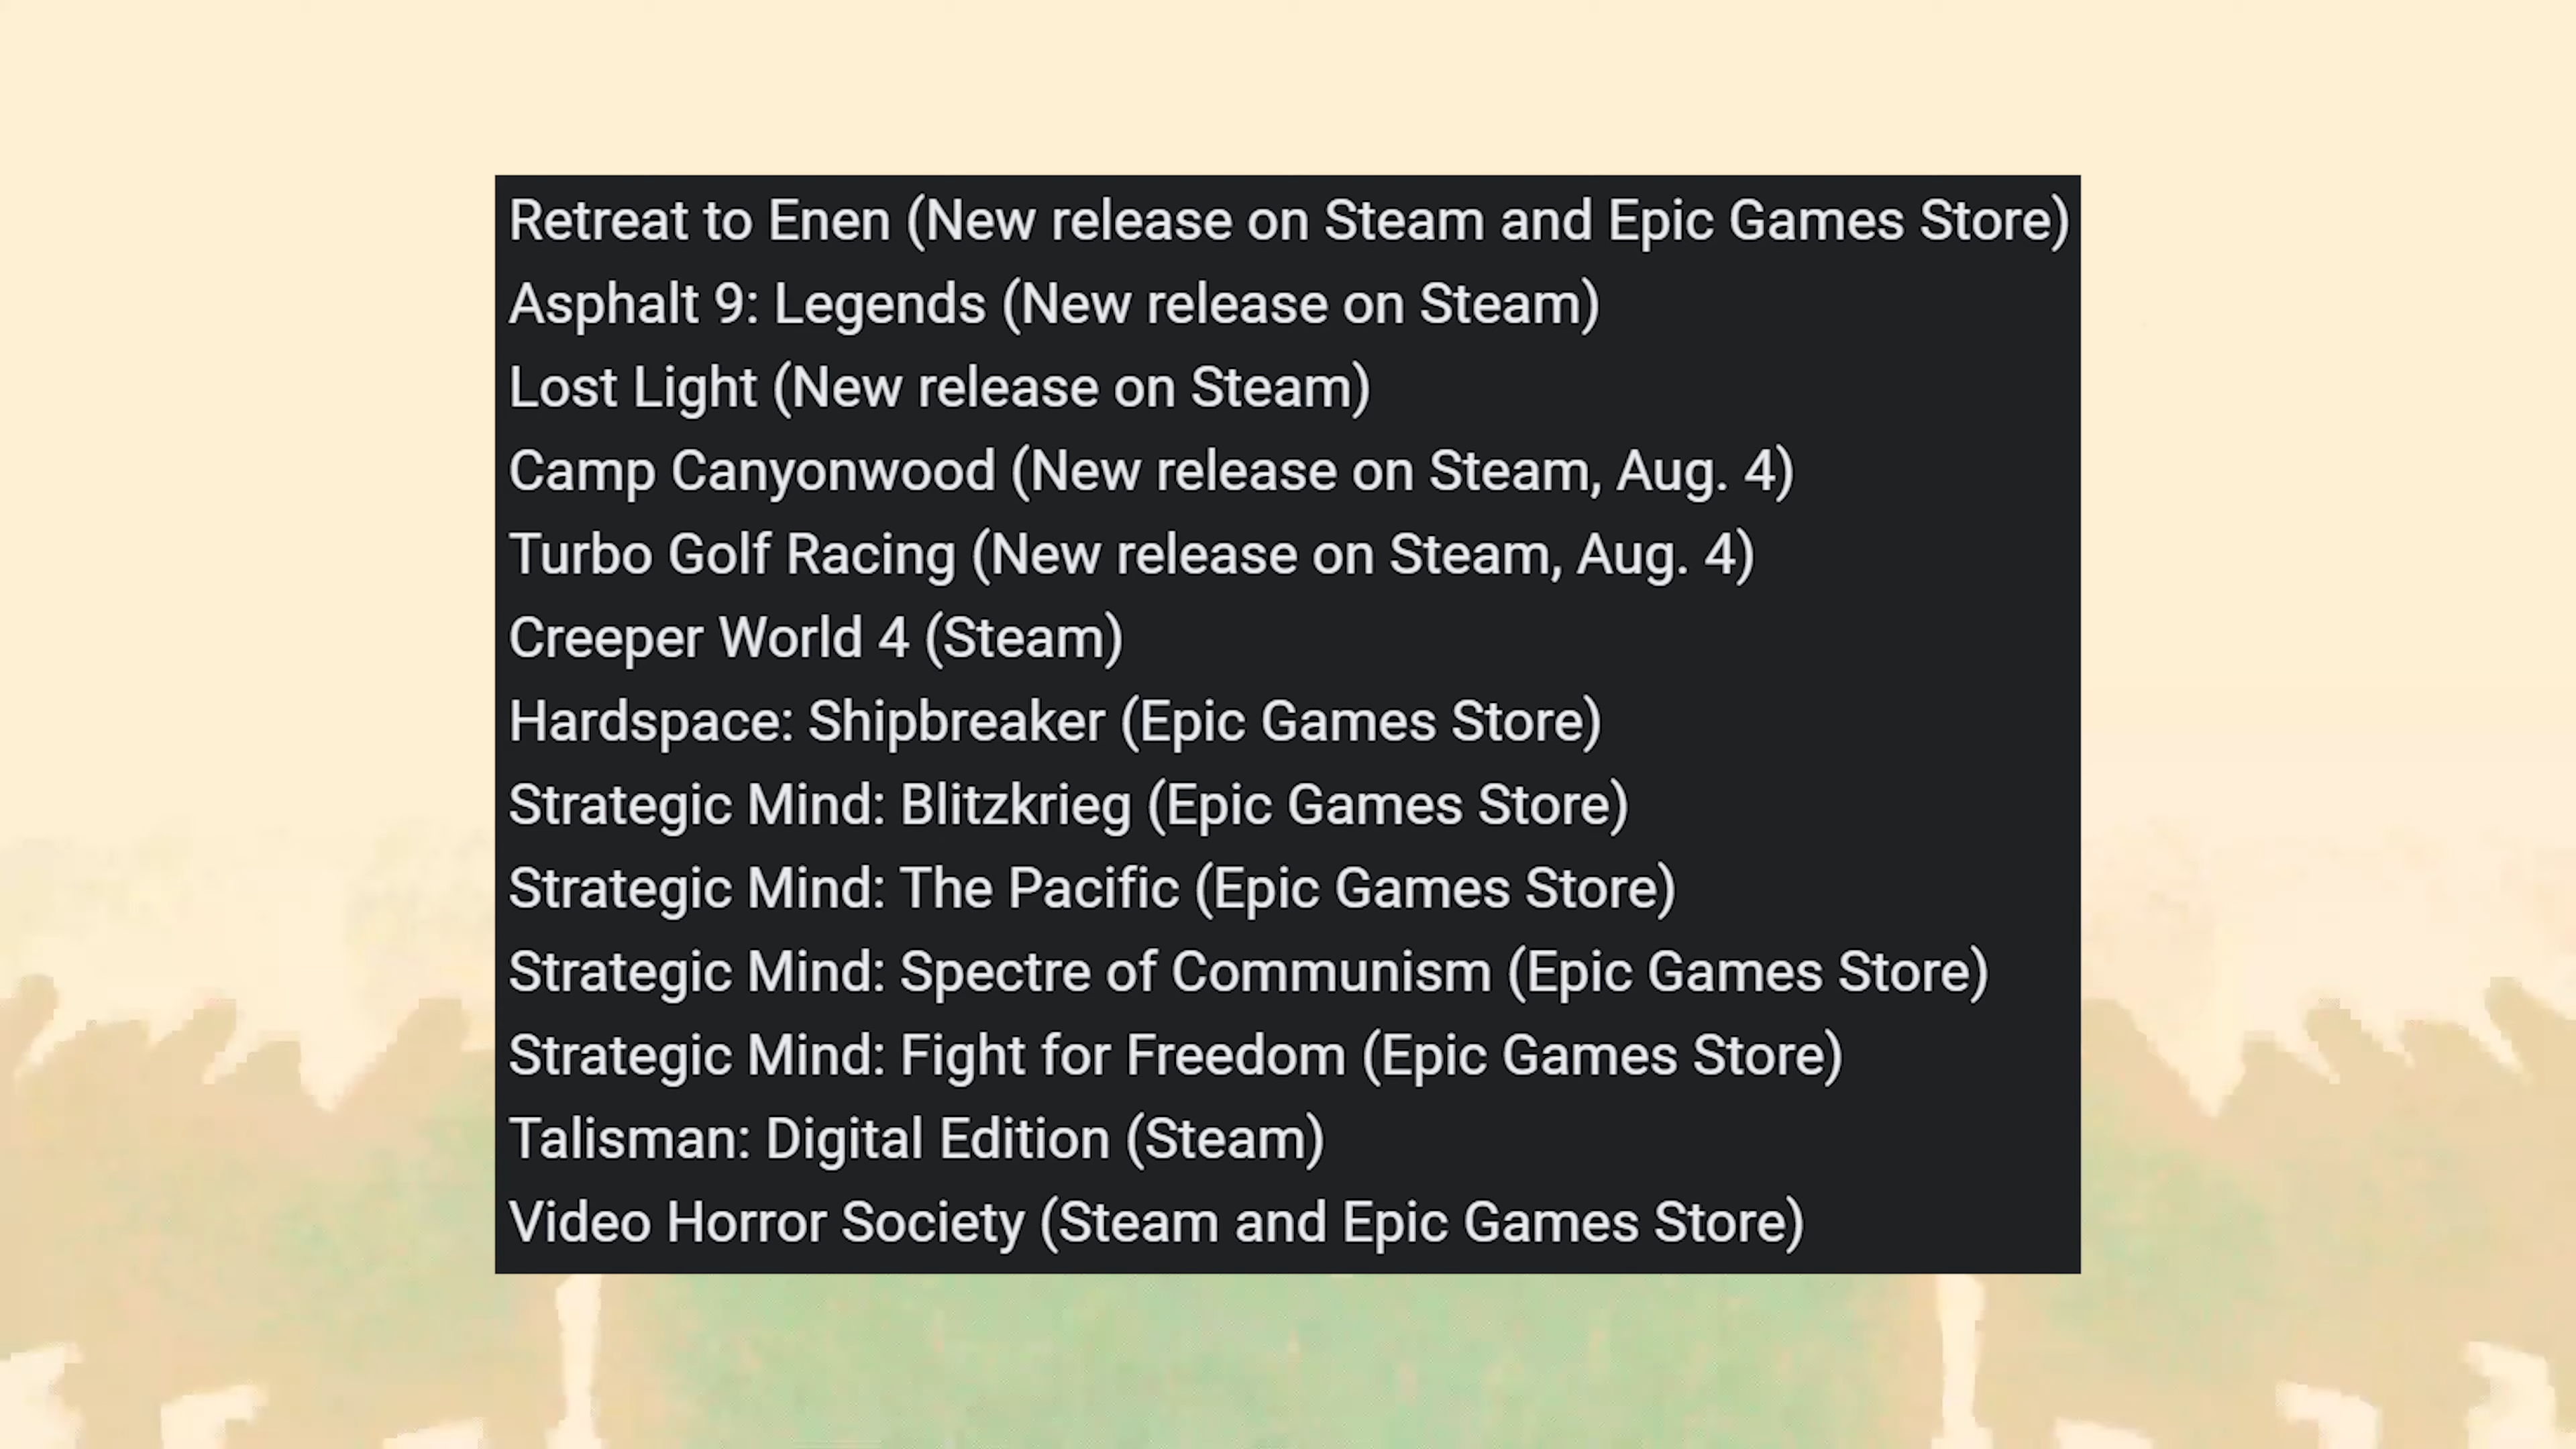 Retreat to Enen (New release on Steam and Epic Games Store)
Asphalt 9: Legends (New release on Steam)
Lost Light (New release on Steam)
Camp Canyonwood (New release on Steam, Aug. 4)
Turbo Golf Racing (New release on Steam, Aug. 4)
Creeper World 4 (Steam)
Hardspace: Shipbreaker (Epic Games Store)
Strategic Mind: Blitzkrieg (Epic Games Store)
Strategic Mind: The Pacific (Epic Games Store)
Strategic Mind: Spectre of Communism (Epic Games Store)
Strategic Mind: Fight for Freedom (Epic Games Store)
Talisman: Digital Edition (Steam)
Video Horror Society (Steam and Epic Games Store)